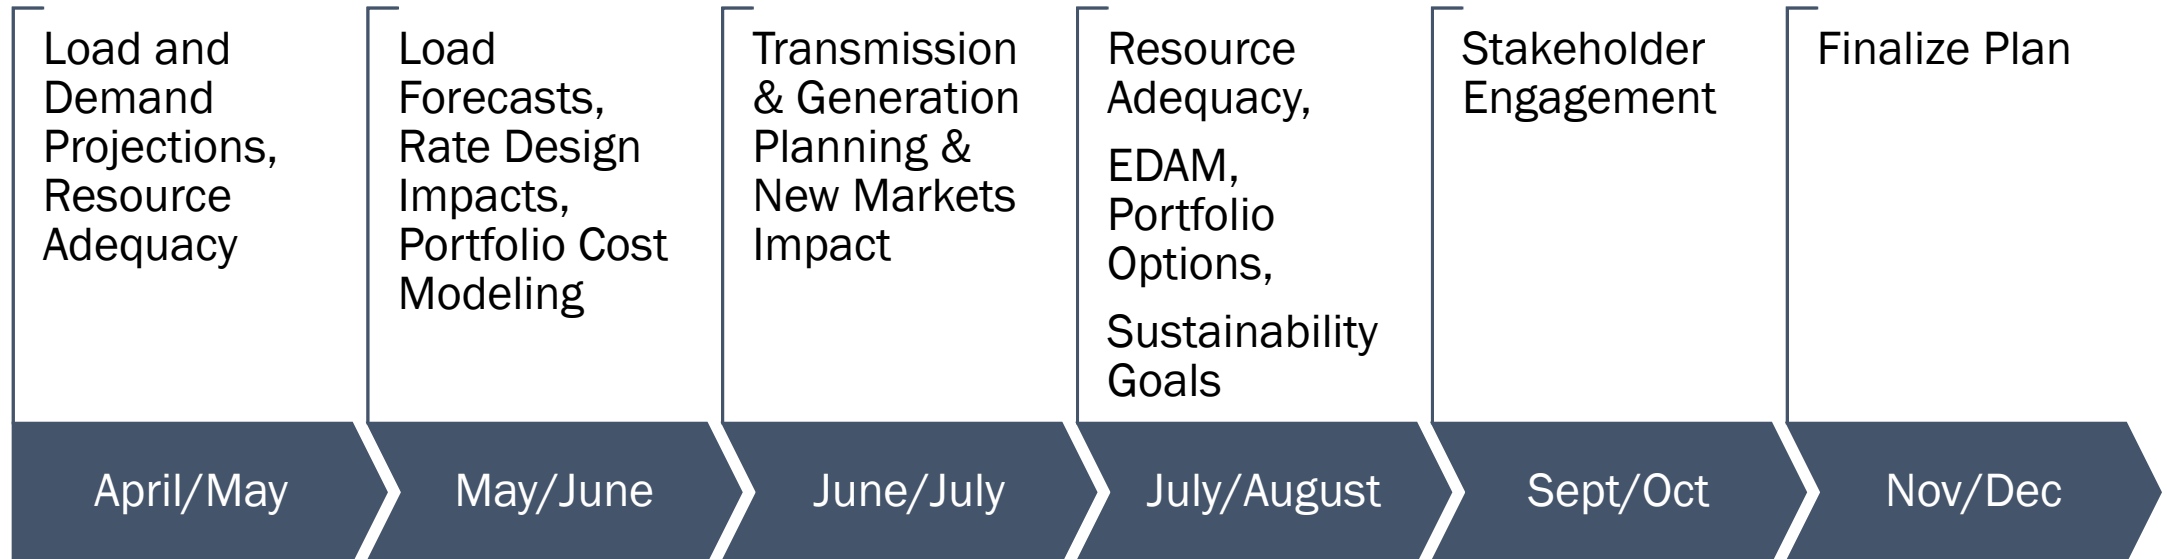 Load and
Demand
Projections,
Resource
Adequacy
Load
Forecasts,
Rate Design
Impacts,
Portfolio Cost
Modeling
Transmission
& Generation
Planning &
New Markets
Impact
Resource
Adequacy,
EDAM,
Portfolio
Options,
Sustainability
Goals
Stakeholder
Engagement
Finalize Plan
April/May
May/June
June/July
July/August
Sept/Oct
Nov/Dec